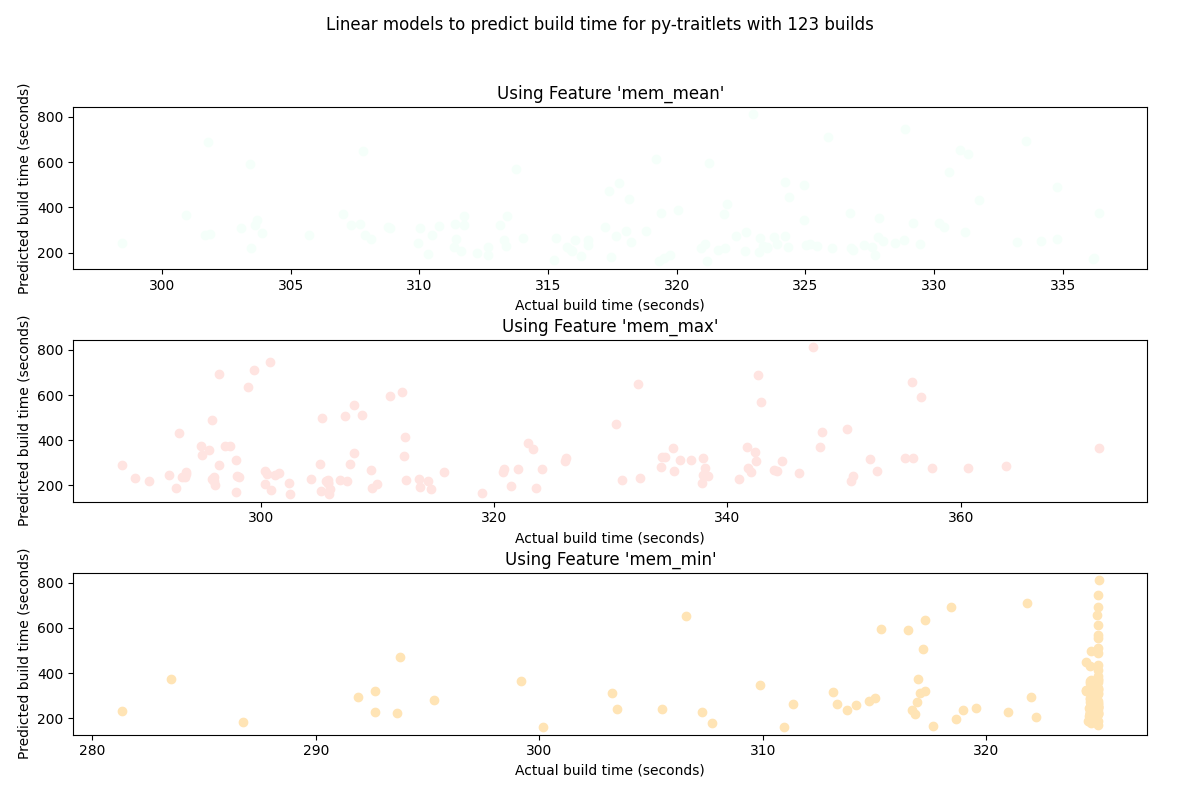 Linear models to predict build time for py-traitlets with 123 builds
Using Feature 'mem_mean'
Predicted build time (seconds)
800
600
400
200
300 305 310 315 320 325 330 335
Actual build time (seconds)
Using Feature 'mem_max'
Predicted build time (seconds)
800
600
400
200
300 320 340 360
Actual build time (seconds)
Using Feature 'mem_min'
Predicted build time (seconds)
800
600
400
200
280 290 300 310 320
Actual build time (seconds)